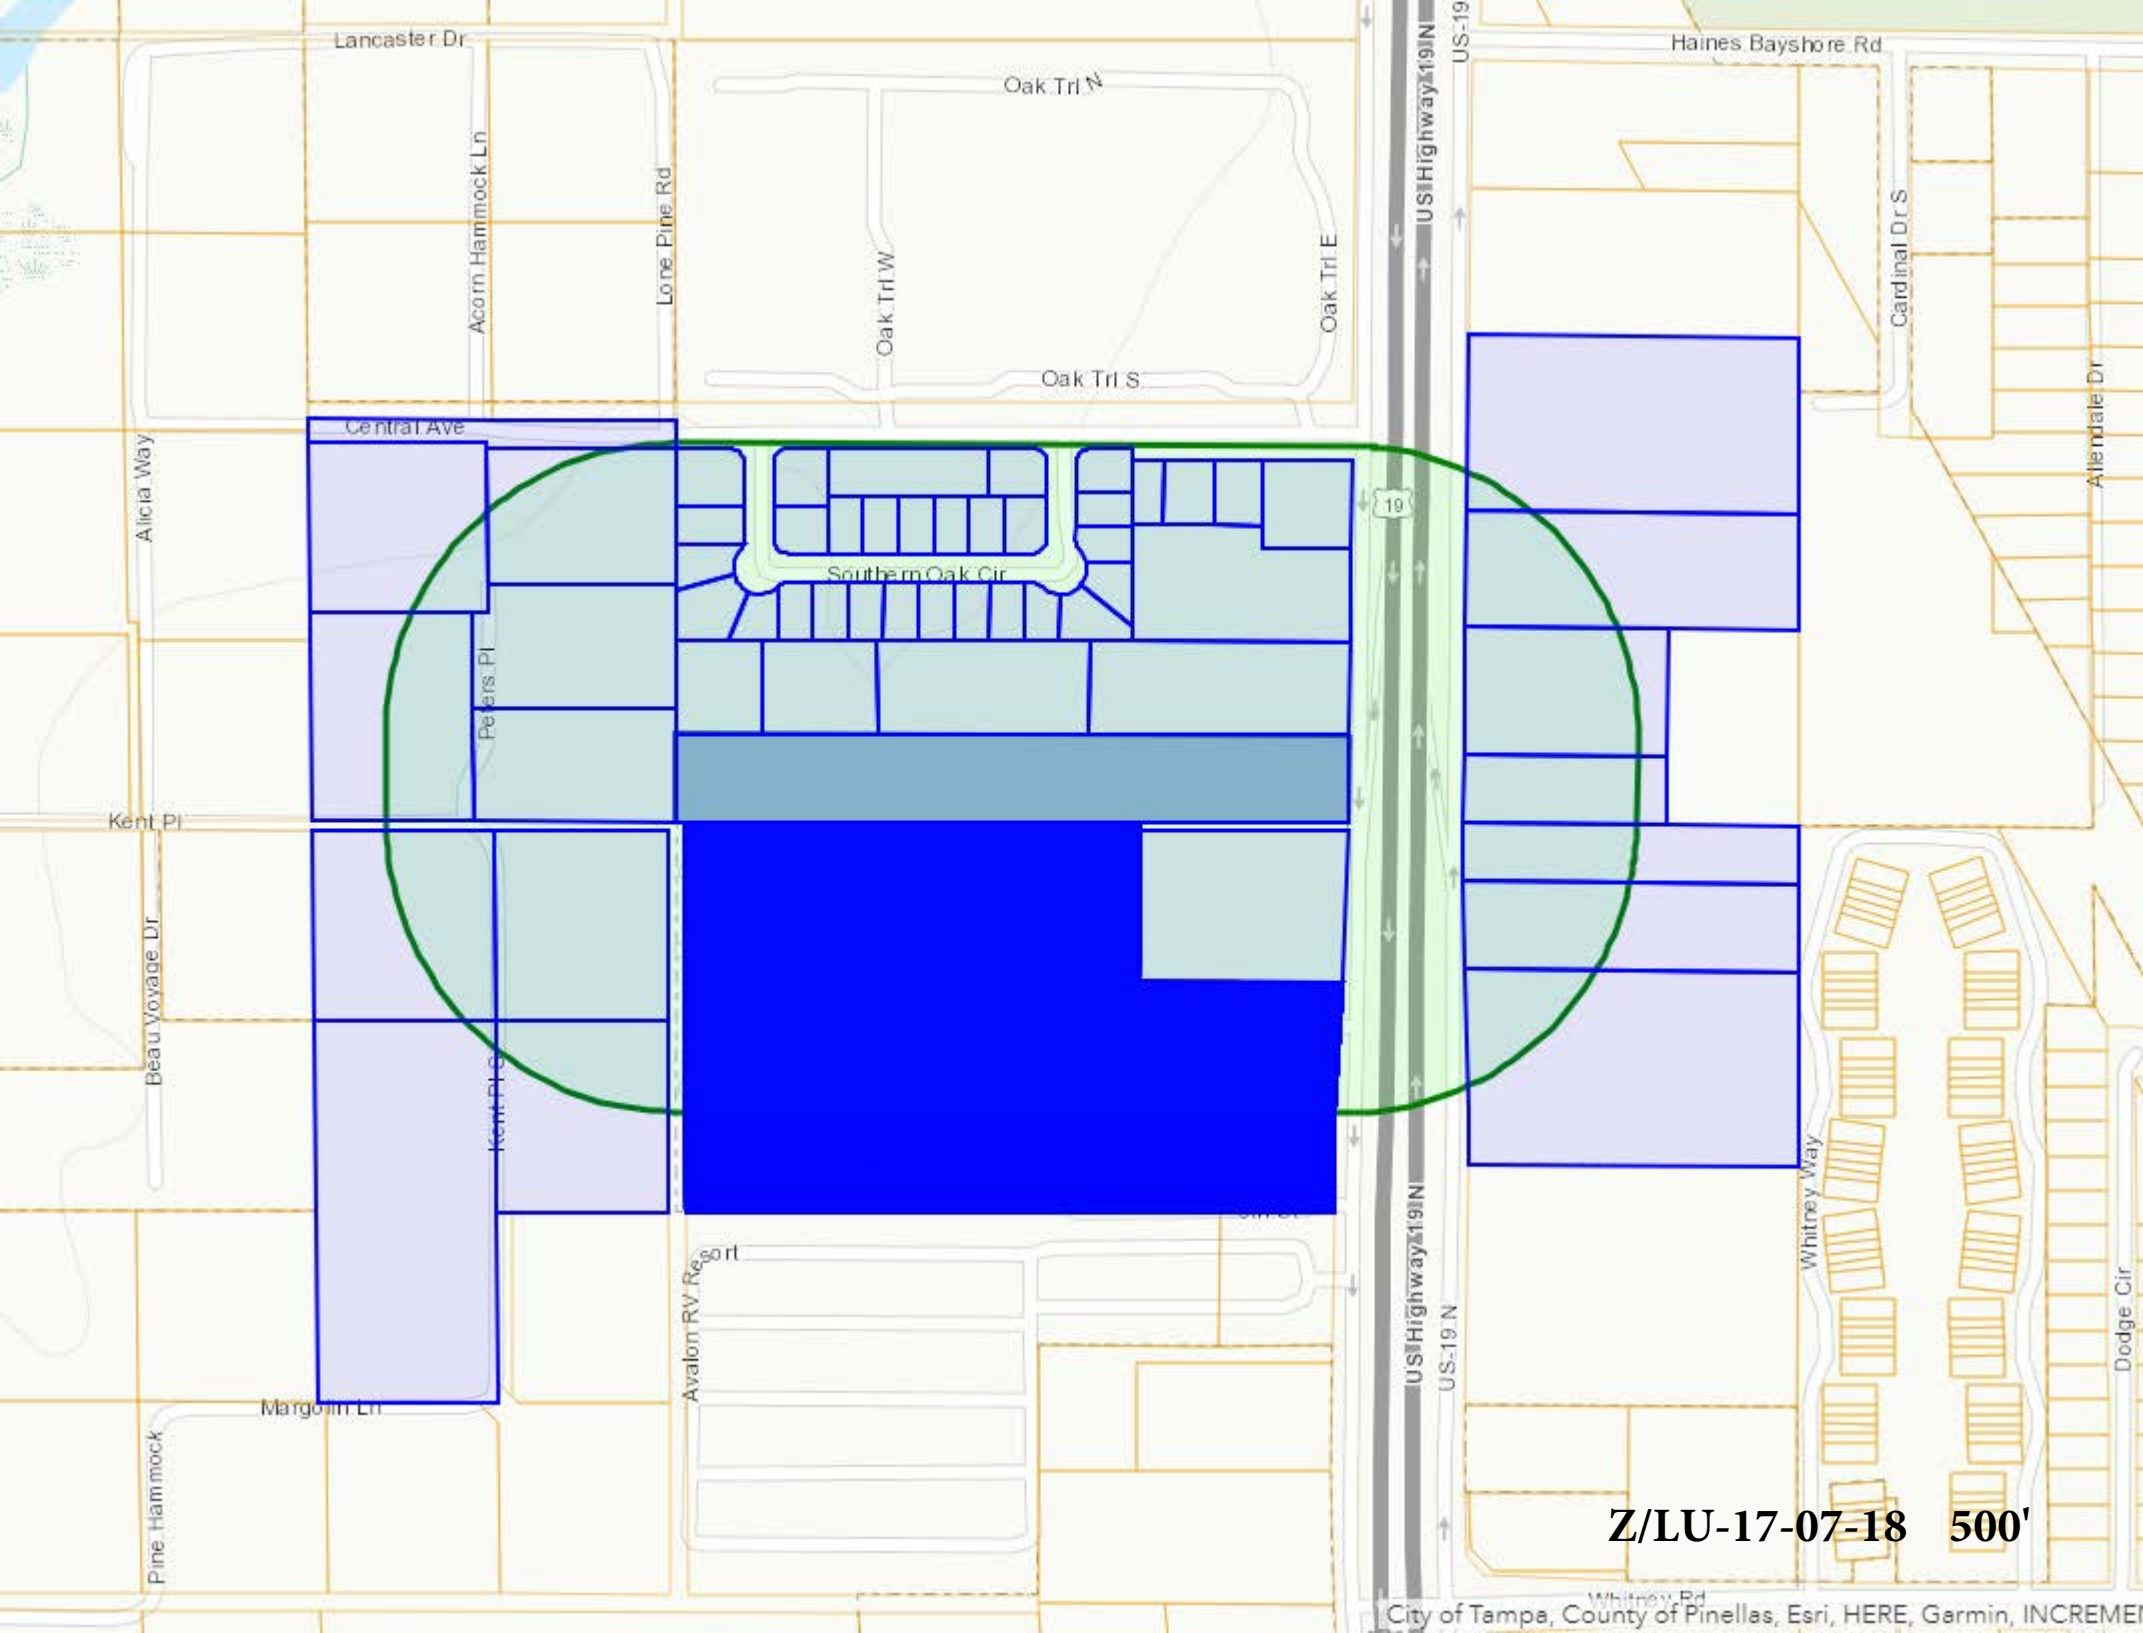 Lancaster Dr
US Highway 19 N
US-19
Haines Bayshore Rd
Oak Trl N
Acorn Hammock Ln
Lone Pine Rd
Oak Trl W
Oak Trl E
Cardinal Dr S
Oak Trl S
Allendale Dr
Central Ave
Alicia Way
19
Southern Oak Cir
Peters Pl
Kent Pl
Beau Voyage Dr
Kent Pl
Whitney Way
US Highway 19 N
Avalon RV Resort
US-19 N
Dodge Cir
Margolin Ln
Pine Hammock
Z/LU-17-07-18 500'
Whitney Rd
City of Tampa, County of Pinellas, Esri, HERE, Garmin, INCREME